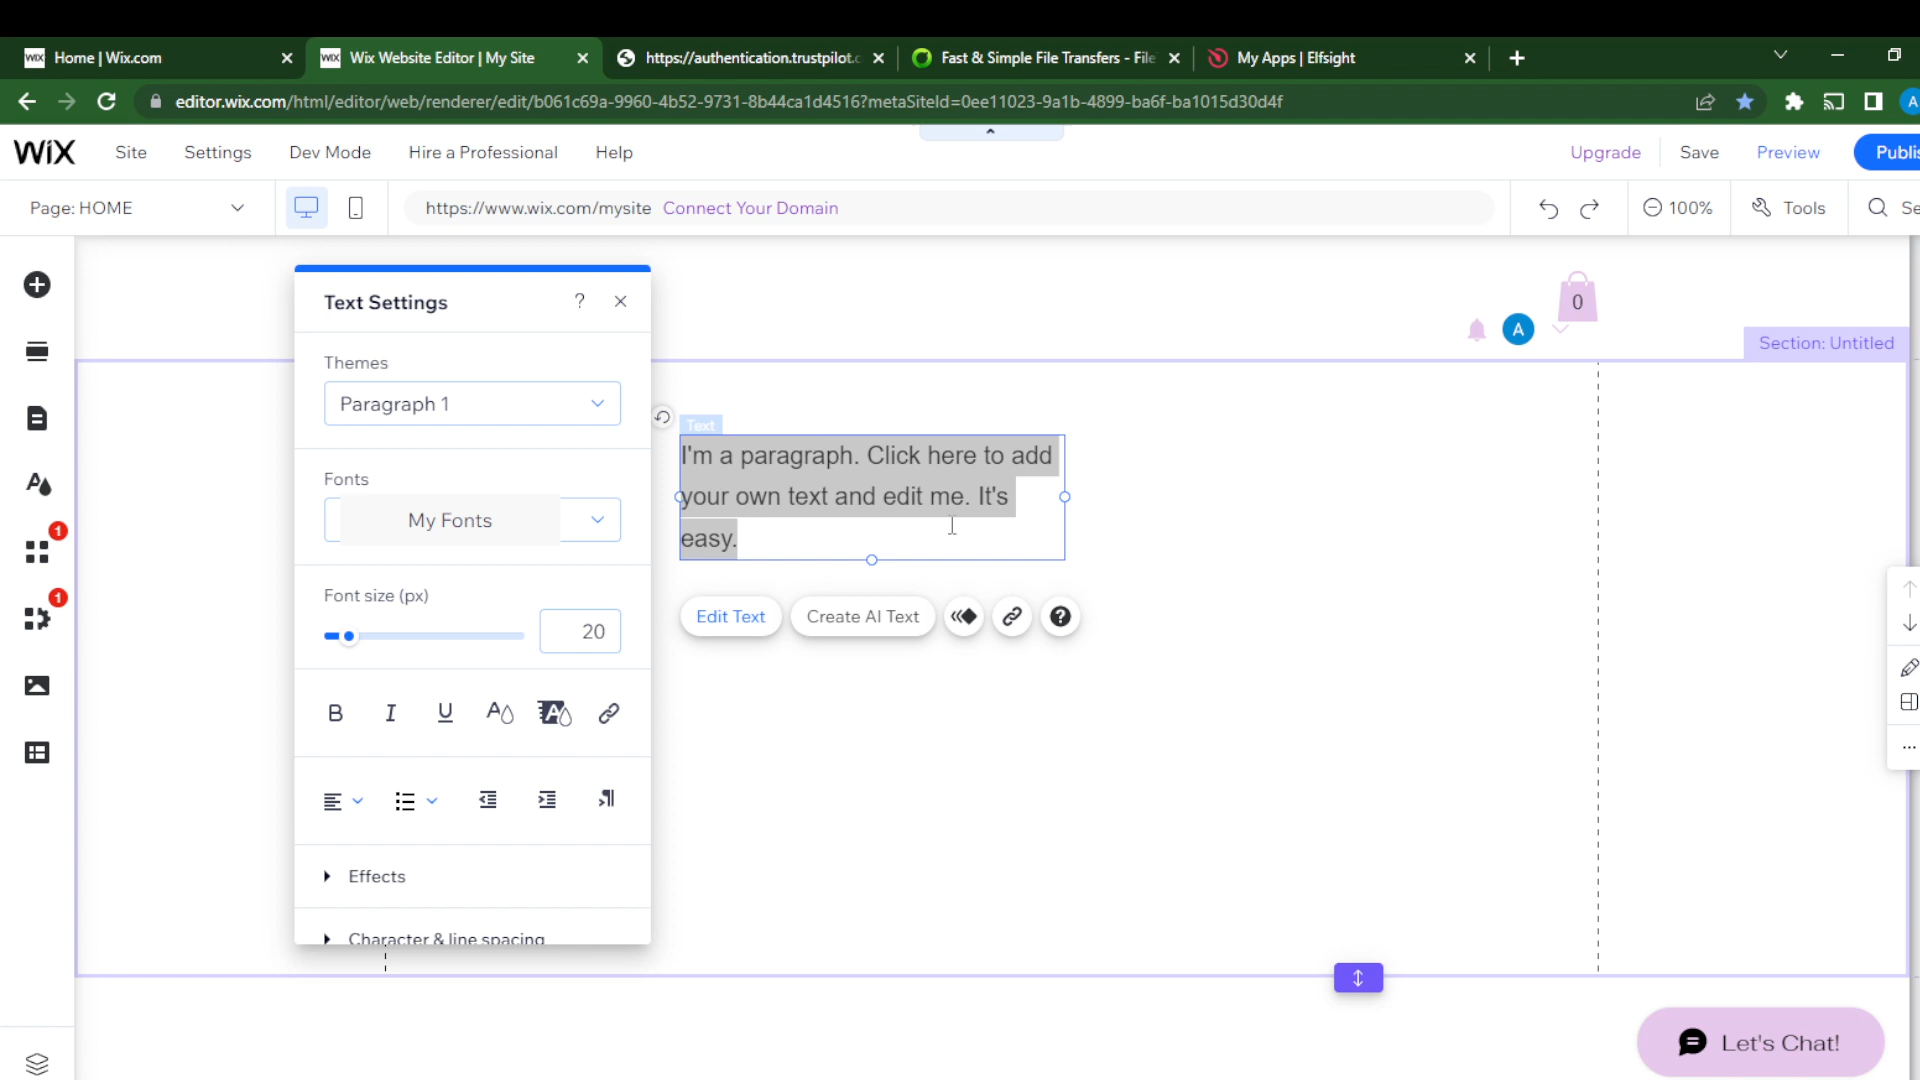 Home | Wix.com
Wix Website Editor | My Site
https://authentication.trustpilot.c
Fast & Simple File Transfers - File
My Apps | Elfsight
editor.wix.com/html/editor/web/renderer/edit/b061c69a-9960-4b52-9731-8b44ca1d4516?metaSiteId=0ee11023-9a1b-4899-ba6f-ba1015d30d4f
A
WiX
Site
Settings
Dev Mode
Hire a Professional
Help
Upgrade
Save
Preview
Publis
Page: HOME
https://www.wix.com/mysite
Connect Your Domain
100%
Tools
Se
Text Settings
?
0
A
Section: Untitled
Themes
Paragraph 1
Text
I'm a paragraph. Click here to add
your own text and edit me. It's
easy.
Fonts
My Fonts
1
Font size (px)
20
1
Edit Text
Create AI Text
B
I
U
Effects
Character & line spacing
Let's Chat!